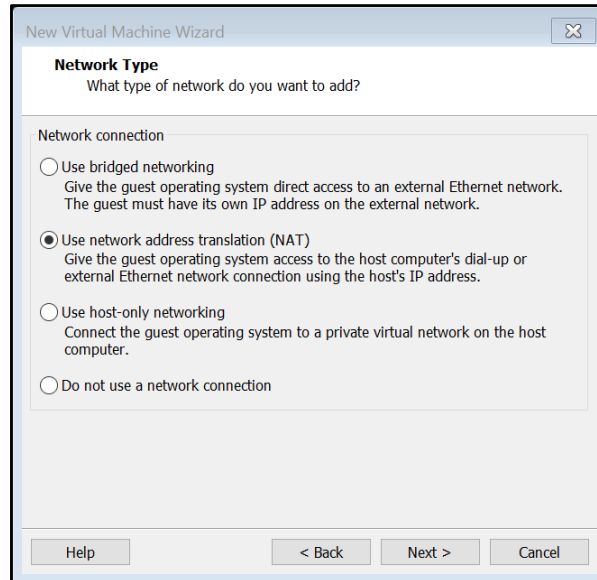 New Virtual Machine Wizard
Network Type
What type of network do you want to add?
Network connection
Use bridged networking
Give the guest operating system direct access to an external Ethernet network.
The guest must have its own IP address on the external network.
Use network address translation (NAT)
Give the guest operating system access to the host computer's dial-up or
external Ethernet network connection using the host's IP address.
Use host-only networking
Connect the guest operating system to a private virtual network on the host
computer.
Do not use a network connection
Help
< Back
Next >
Cancel